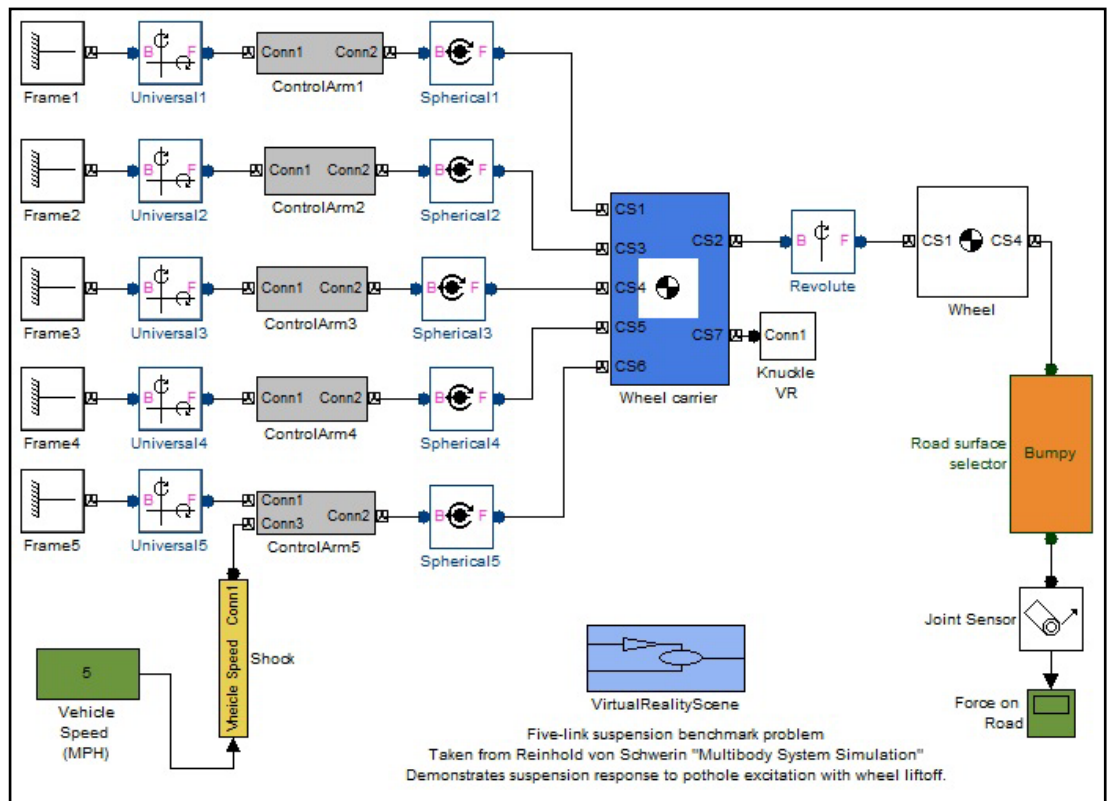 Conn1 Conn2
B F
B F
Frame1
Universal1
ControlArm1
Spherical1
B F
Conn1 Conn2
B F
Frame2
Universal2
ControlArm2
Spherical2
CS1
CS3
CS2
CS4
CS5
CS7
CS6
Wheel carrier
B F
Revolute
CS1 CS4
Wheel
B F
Conn1 Conn2
B F
Frame3
Universal3
ControlArm3
Spherical3
Conn1
Knuckle
VR
B F
Conn1 Conn2
B F
Frame4
Universal4
ControlArm4
Spherical4
Road surface
selector
Bumpy
B F
Conn1
Conn3
Conn2
B F
Frame5
Universal5
ControlArm5
Spherical5
Vheicle Speed Conn1
Shock
Joint Sensor
5
Vehicle
Speed
(MPH)
VirtualRealityScene
Force on
Road
Five-link suspension benchmark problem
Taken from Reinhold von Schwerin "Multibody System Simulation"
Demonstrates suspension response to pothole excitation with wheel liftoff.